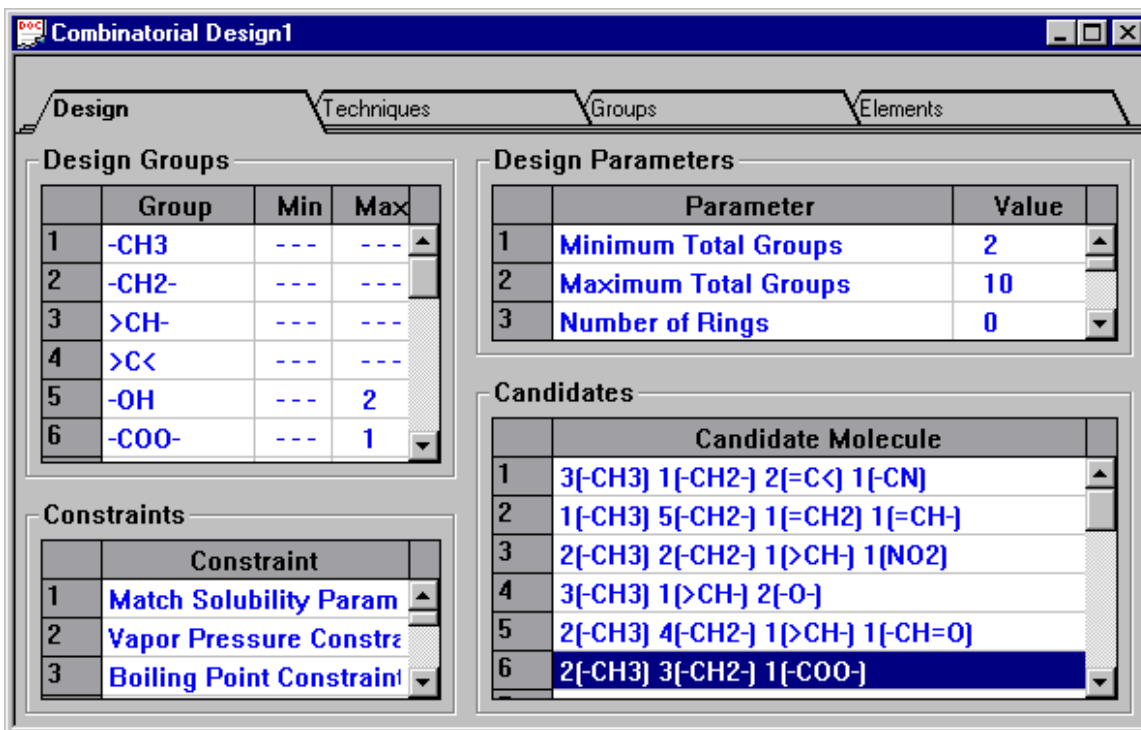 DOC Combinatorial Design1
Design Techniques Groups Elements
Design Groups
Group Min Max
1 -CH3 --- ---
2 -CH2- --- ---
3 >CH- --- ---
4 >C< --- ---
5 -OH --- 2
6 -COO- --- 1
Constraints
Constraint
1 Match Solubility Param
2 Vapor Pressure Constra
3 Boiling Point Constraint
Design Parameters
Parameter Value
1 Minimum Total Groups 2
2 Maximum Total Groups 10
3 Number of Rings 0
Candidates
Candidate Molecule
1 3(-CH3) 1(-CH2-) 2(=C<) 1(-CN)
2 1(-CH3) 5(-CH2-) 1(=CH2) 1(=CH-)
3 2(-CH3) 2(-CH2-) 1(>CH-) 1(NO2)
4 3(-CH3) 1(>CH-) 2(-O-)
5 2(-CH3) 4(-CH2-) 1(>CH-) 1(-CH=O)
6 2(-CH3) 3(-CH2-) 1(-COO-)